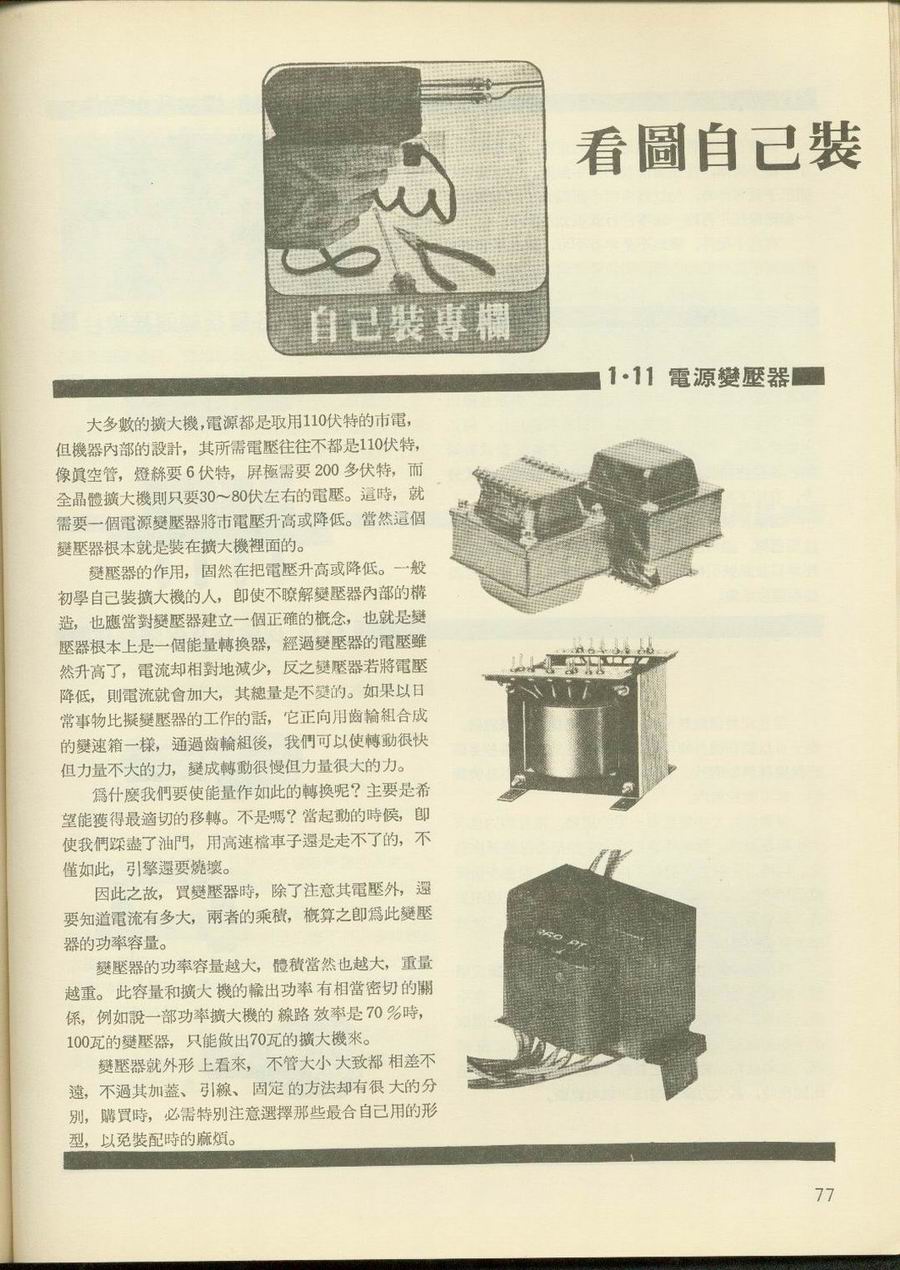 看圖自己裝
自己裝專欄
1·11 電源變壓器
大多數的擴大機，電源都是取用110伏特的市電，
但機器內部的設計，其所需電壓往往不都是110伏特，
像眞空管，燈絲要 6 伏特，屛極需要 200 多伏特，而
全晶體擴大機則只要30～80伏左右的電壓。這時，就
需要一個電源變壓器將市電壓升高或降低。當然這個
變壓器根本就是裝在擴大機裡面的。
變壓器的作用，固然在把電壓升高或降低。一般
初學自己裝擴大機的人，卽使不瞭解變壓器內部的構
造，也應當對變壓器建立一個正確的槪念，也就是變
壓器根本上是一個能量轉換器，經過變壓器的電壓雖
然升高了，電流却相對地減少，反之變壓器若將電壓
降低，則電流就會加大，其總量是不變的。如果以日
常事物比擬變壓器的工作的話，它正向用齒輪組合成
的變速箱一樣，通過齒輪組後，我們可以使轉動很快
但力量不大的力，變成轉動很慢但力量很大的力。
爲什麽我們要使能量作如此的轉換呢？主要是希
望能獲得最適切的移轉。不是嗎？當起動的時候，卽
使我們踩盡了油門，用高速檔車子還是走不了的，不
僅如此，引擎還要燒壞。
因此之故，買變壓器時，除了注意其電壓外，還
要知道電流有多大，兩者的乘積，槪算之卽爲此變壓
器的功率容量。
變壓器的功率容量越大，體積當然也越大，重量
越重。此容量和擴大機的輸出功率有相當密切的關
係，例如說一部功率擴大機的線路效率是 70％時，
100瓦的變壓器，只能做出70瓦的擴大機來。
變壓器就外形上看來，不管大小大致都相差不
遠，不過其加蓋、引線、固定的方法却有很大的分
別，購買時，必需特別注意選擇那些最合自己用的形
型，以免裝配時的麻煩。
77